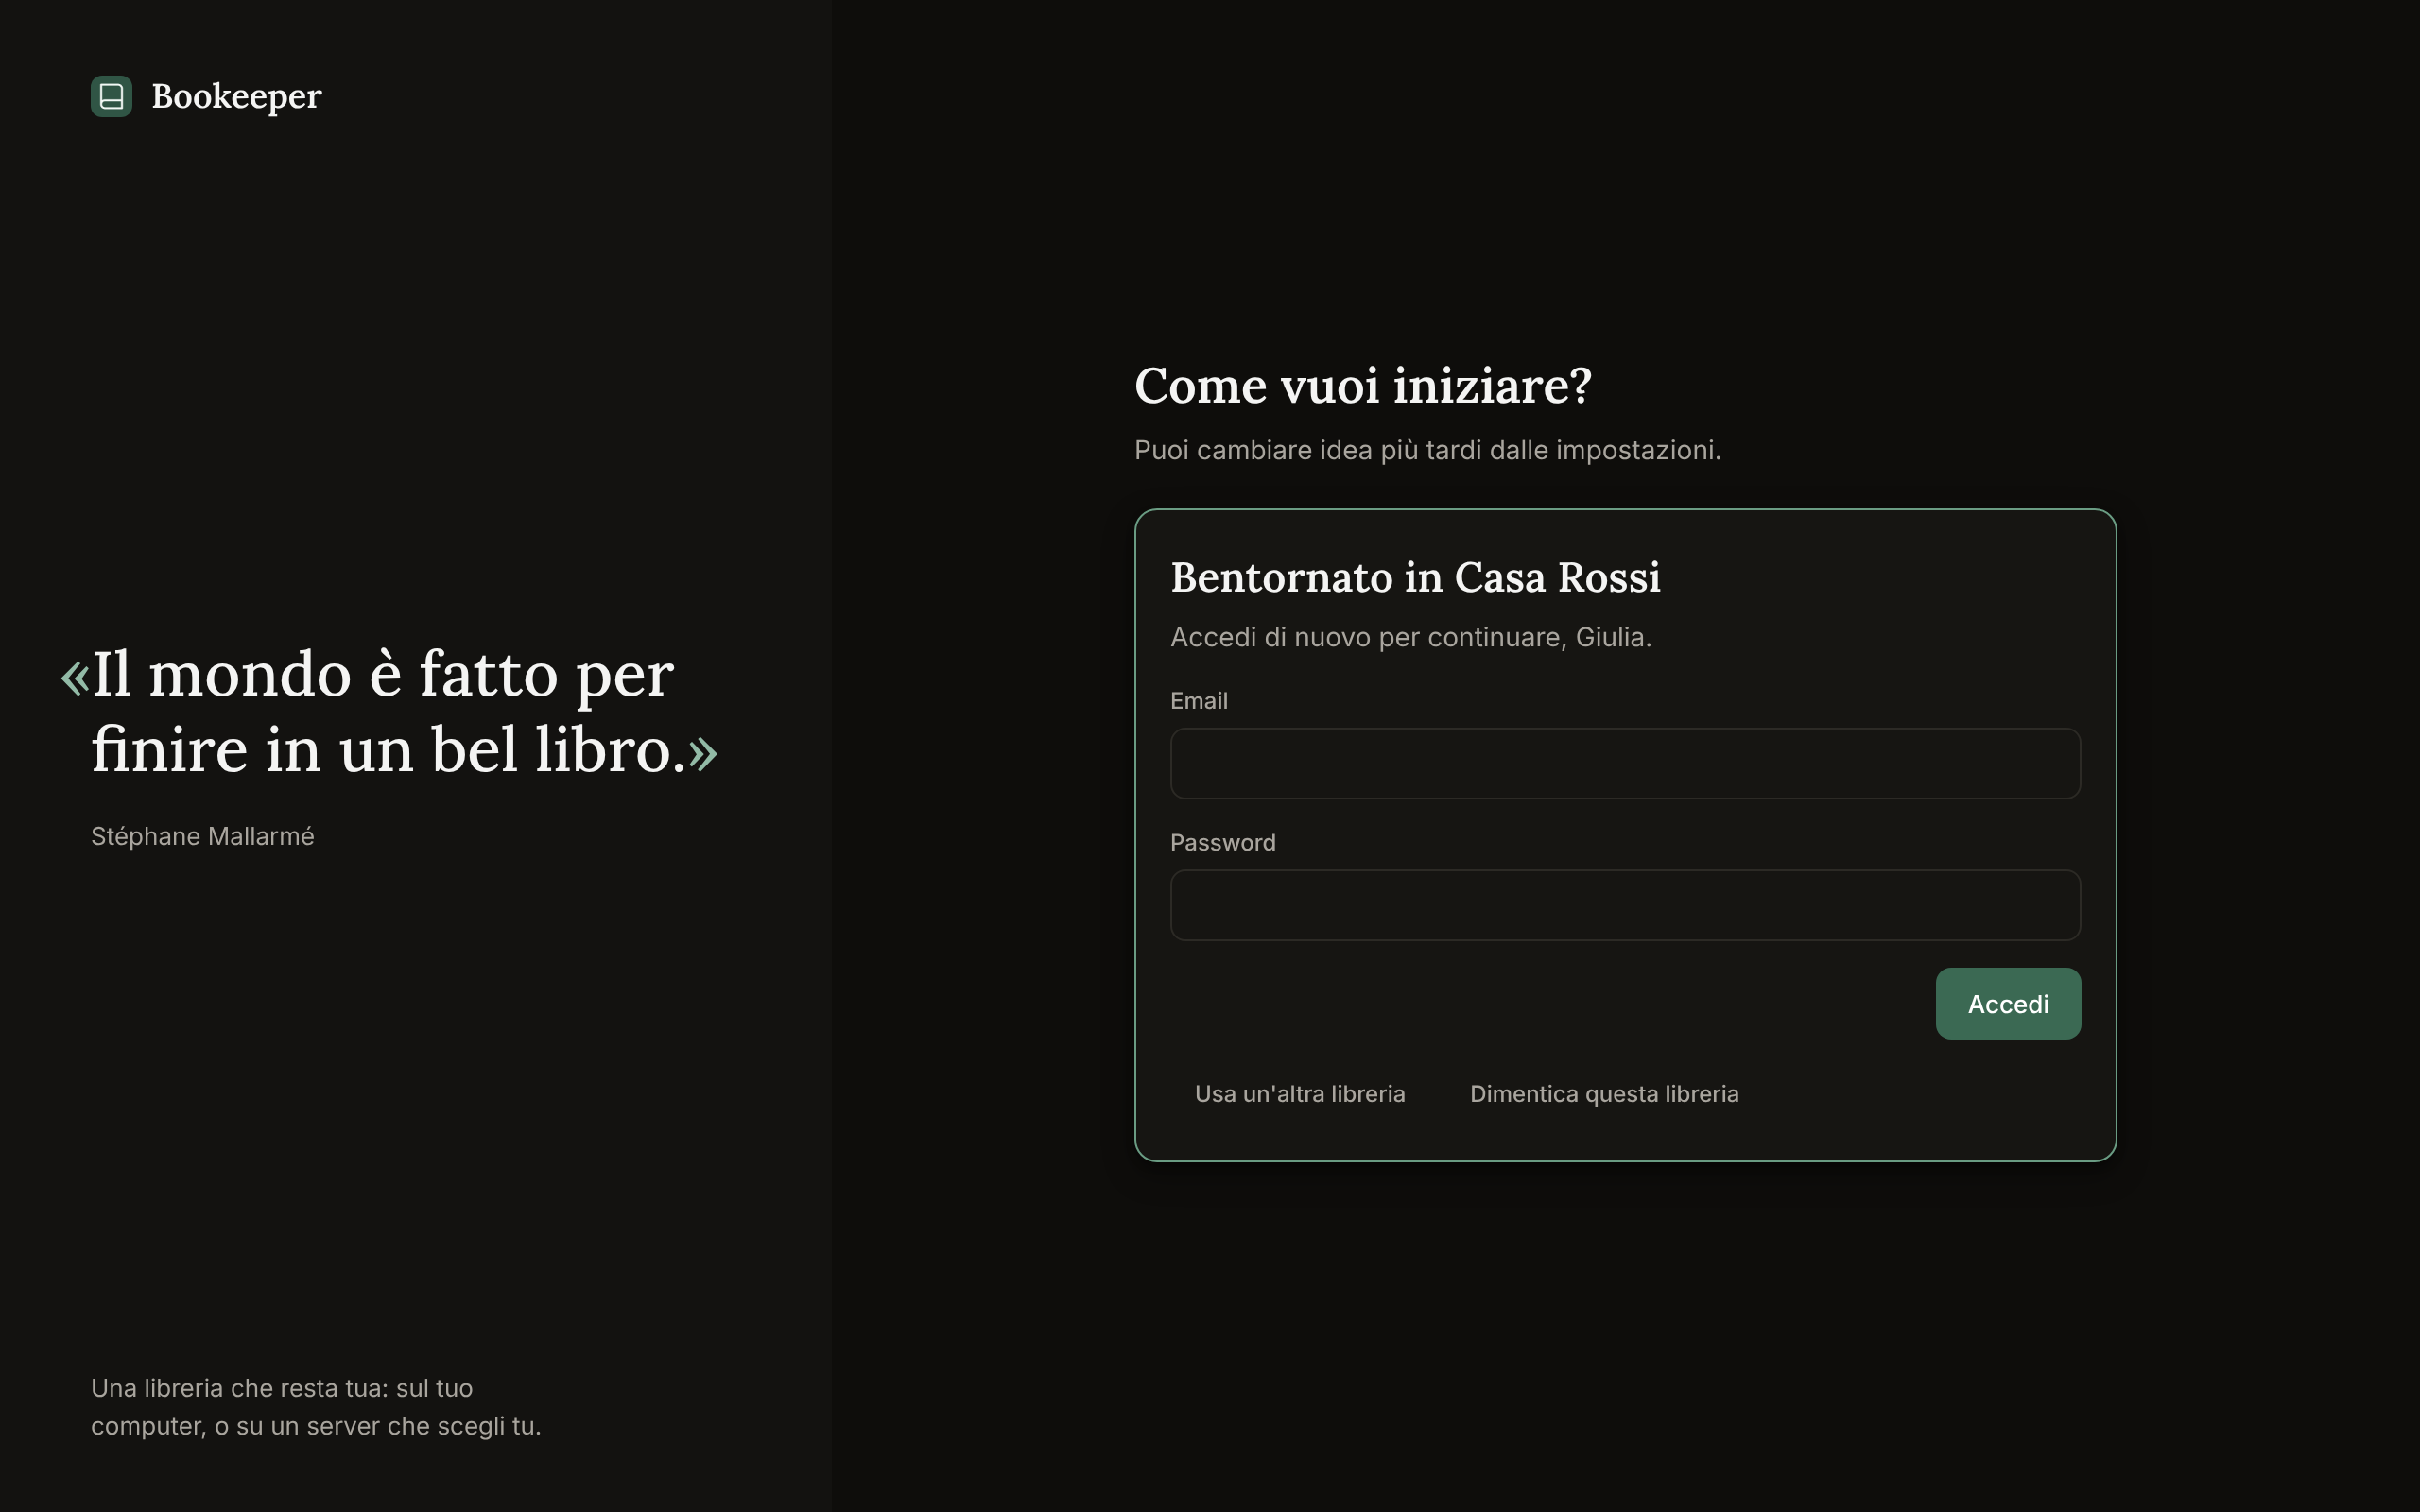 Bookeeper
«Il mondo è fatto per
finire in un bel libro.»
Stéphane Mallarmé
Una libreria che resta tua: sul tuo
computer, o su un server che scegli tu.
Come vuoi iniziare?
Puoi cambiare idea più tardi dalle impostazioni.
Bentornato in Casa Rossi
Accedi di nuovo per continuare, Giulia.
Email
Password
Accedi
Usa un'altra libreria
Dimentica questa libreria